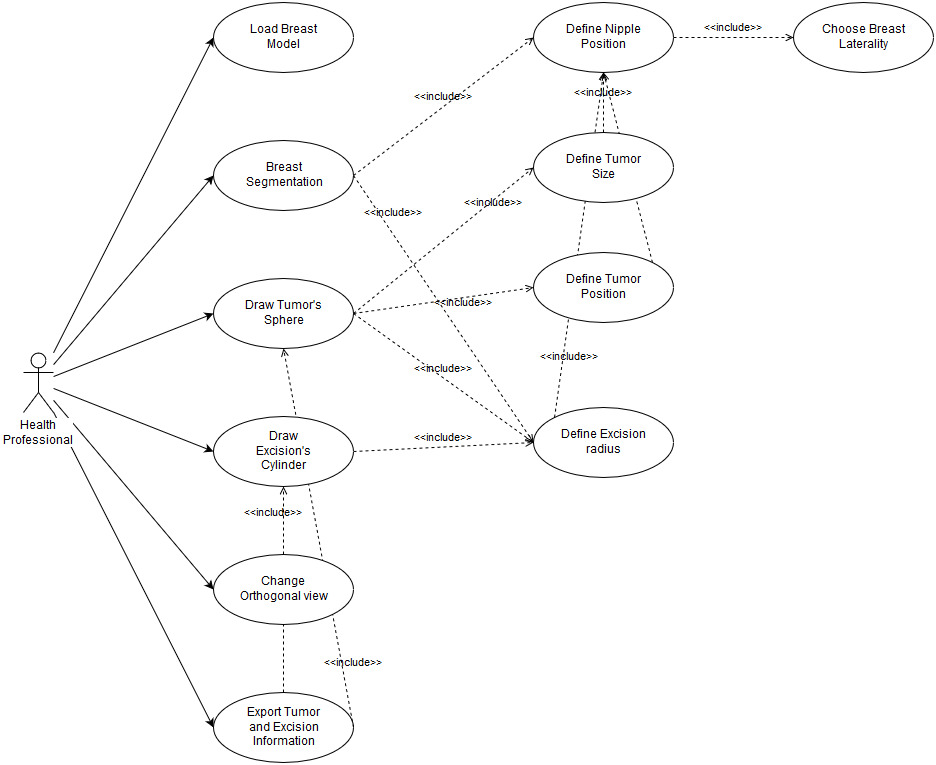 Load Breast
Model
Define Nipple
Position
<<include>>
Choose Breast
Laterality
<<include>>
<<include>>
Breast
Segmentation
Define Tumor
Size
<<include>>
<<include>>
Draw Tumor's
Sphere
<<include>>
Define Tumor
Position
<<include>>
<<include>>
Health
Professional
Draw
Excision's
Cylinder
<<include>>
Define Excision
radius
<<include>>
Change
Orthogonal view
<<include>>
Export Tumor
and Excision
Information